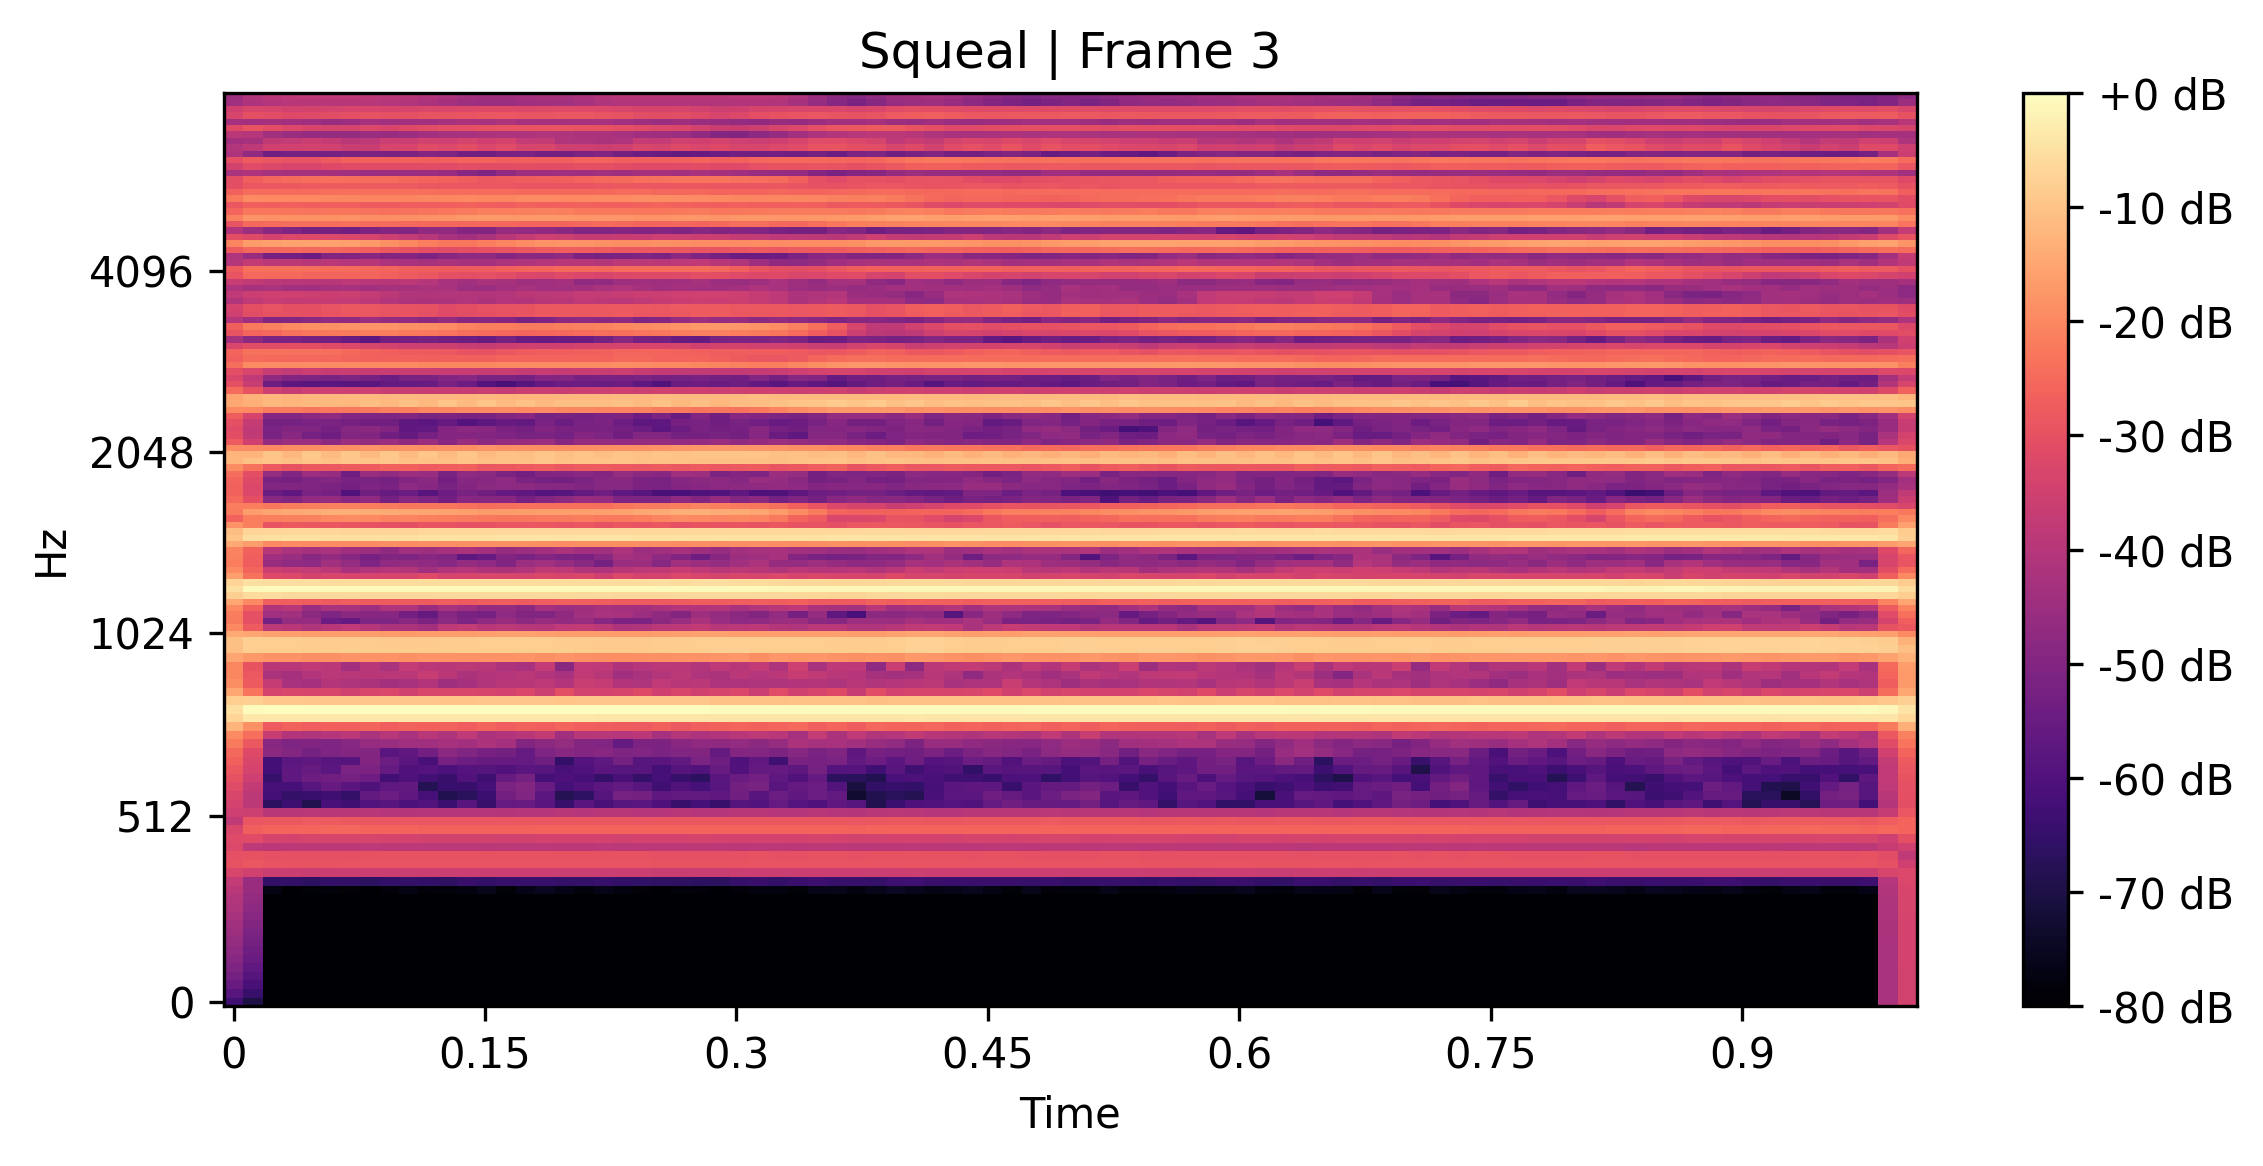 Squeal | Frame 3
+0 dB
-10 dB
-20 dB
-30 dB
-40 dB
-50 dB
-60 dB
-70 dB
-80 dB
Hz
4096
2048
1024
512
0
0 0.15 0.3 0.45 0.6 0.75 0.9
Time